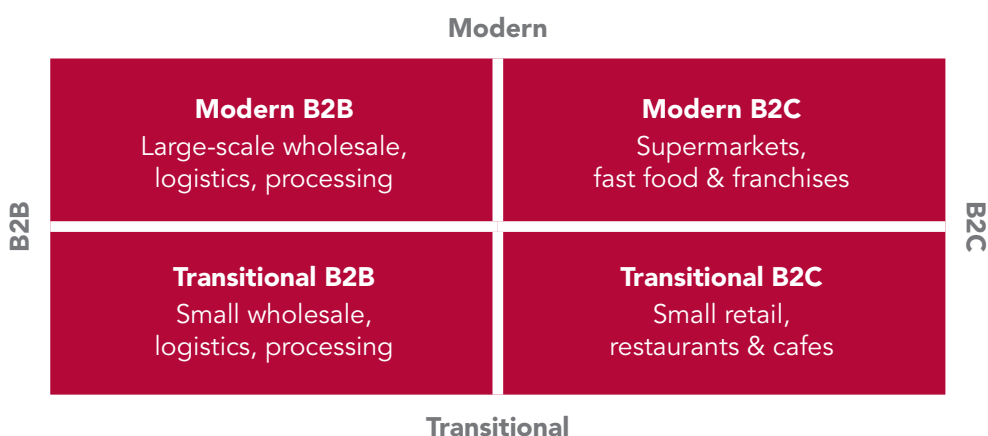 Modern
Modern B2B
Large-scale wholesale,
logistics, processing
Modern B2C
Supermarkets,
fast food & franchises
B2B
B2C
Transitional B2B
Small wholesale,
logistics, processing
Transitional B2C
Small retail,
restaurants & cafes
Transitional